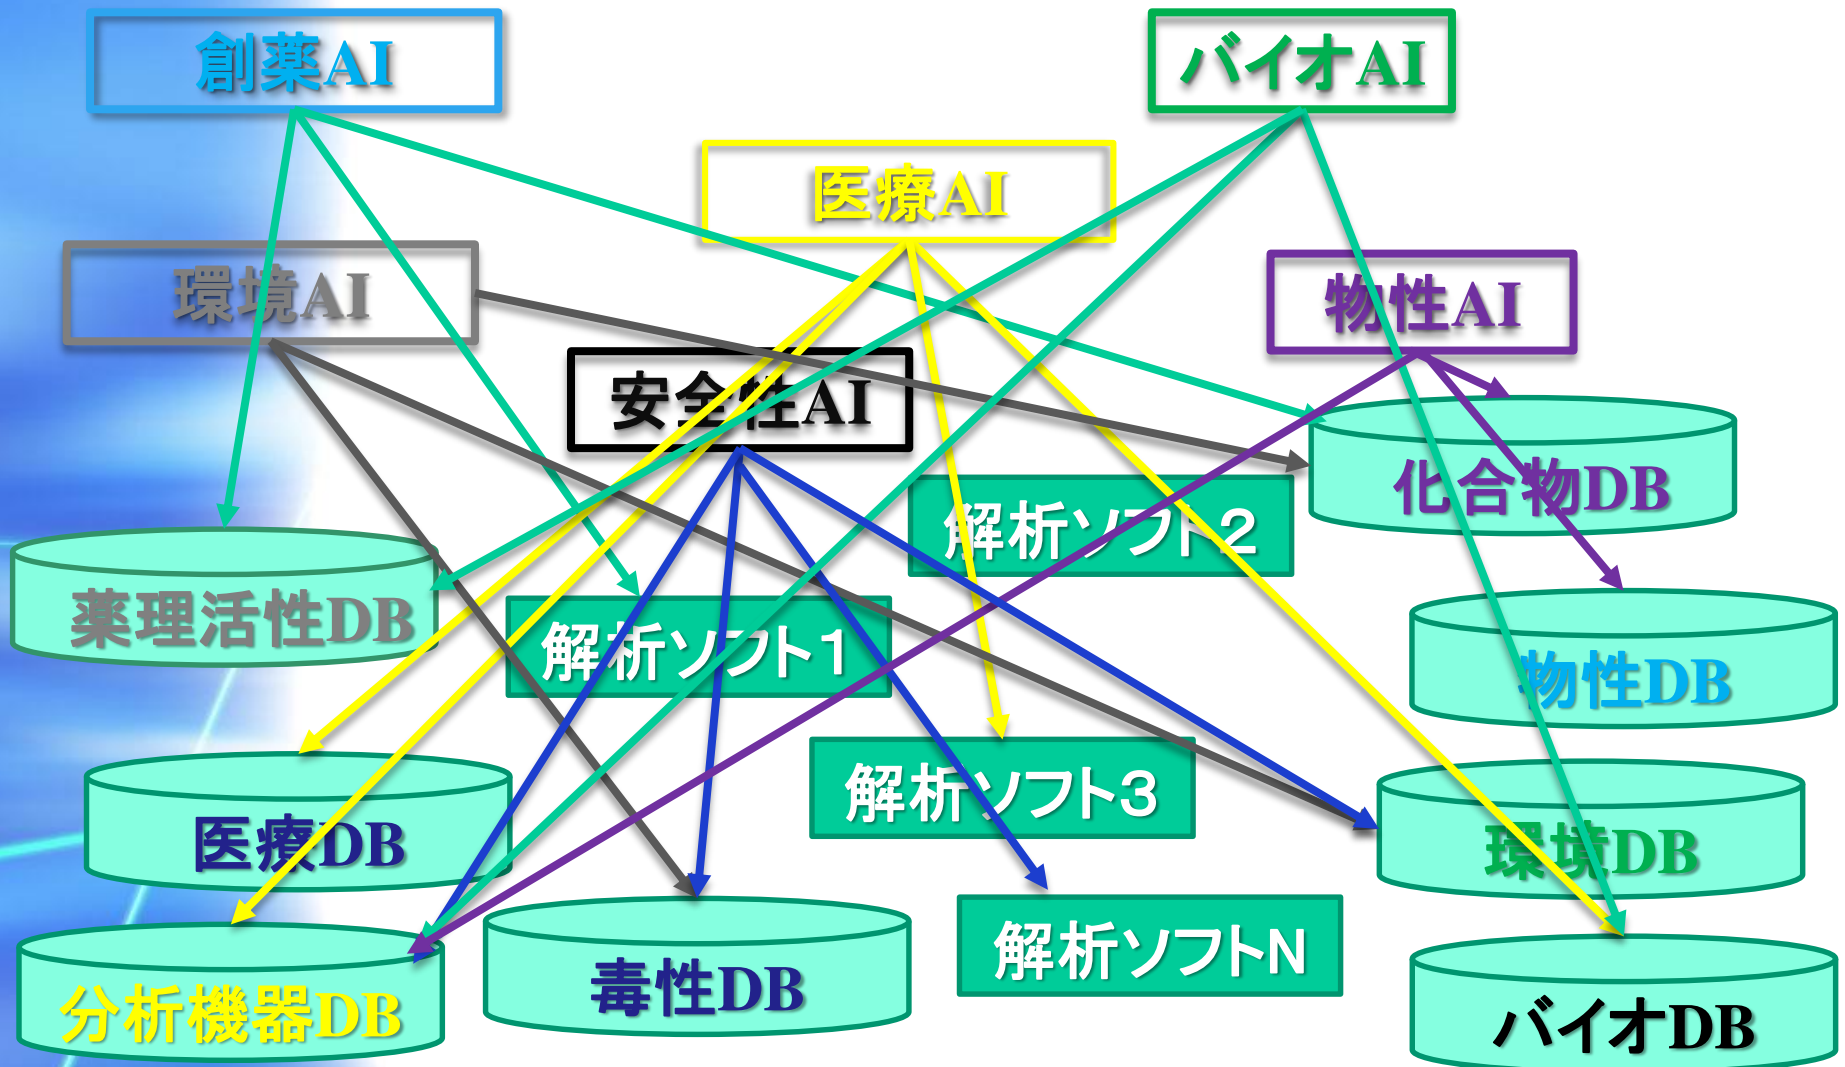 創薬AI
バイオAI
医療AI
環境AI
物性AI
安全性AI
化合物DB
解析ソフト2
薬理活性DB
解析ソフト1
物性DB
解析ソフト3
医療DB
環境DB
解析ソフトN
毒性DB
分析機器DB
バイオDB